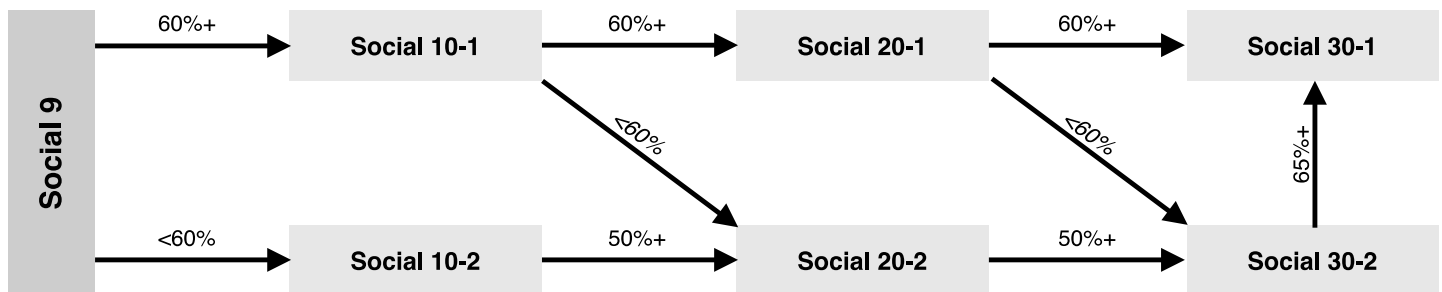 60%+
60%+
60%+
Social 10-1
Social 20-1
Social 30-1
Social 9
<60%
<60%
65%+
<60%
50%+
50%+
Social 10-2
Social 20-2
Social 30-2